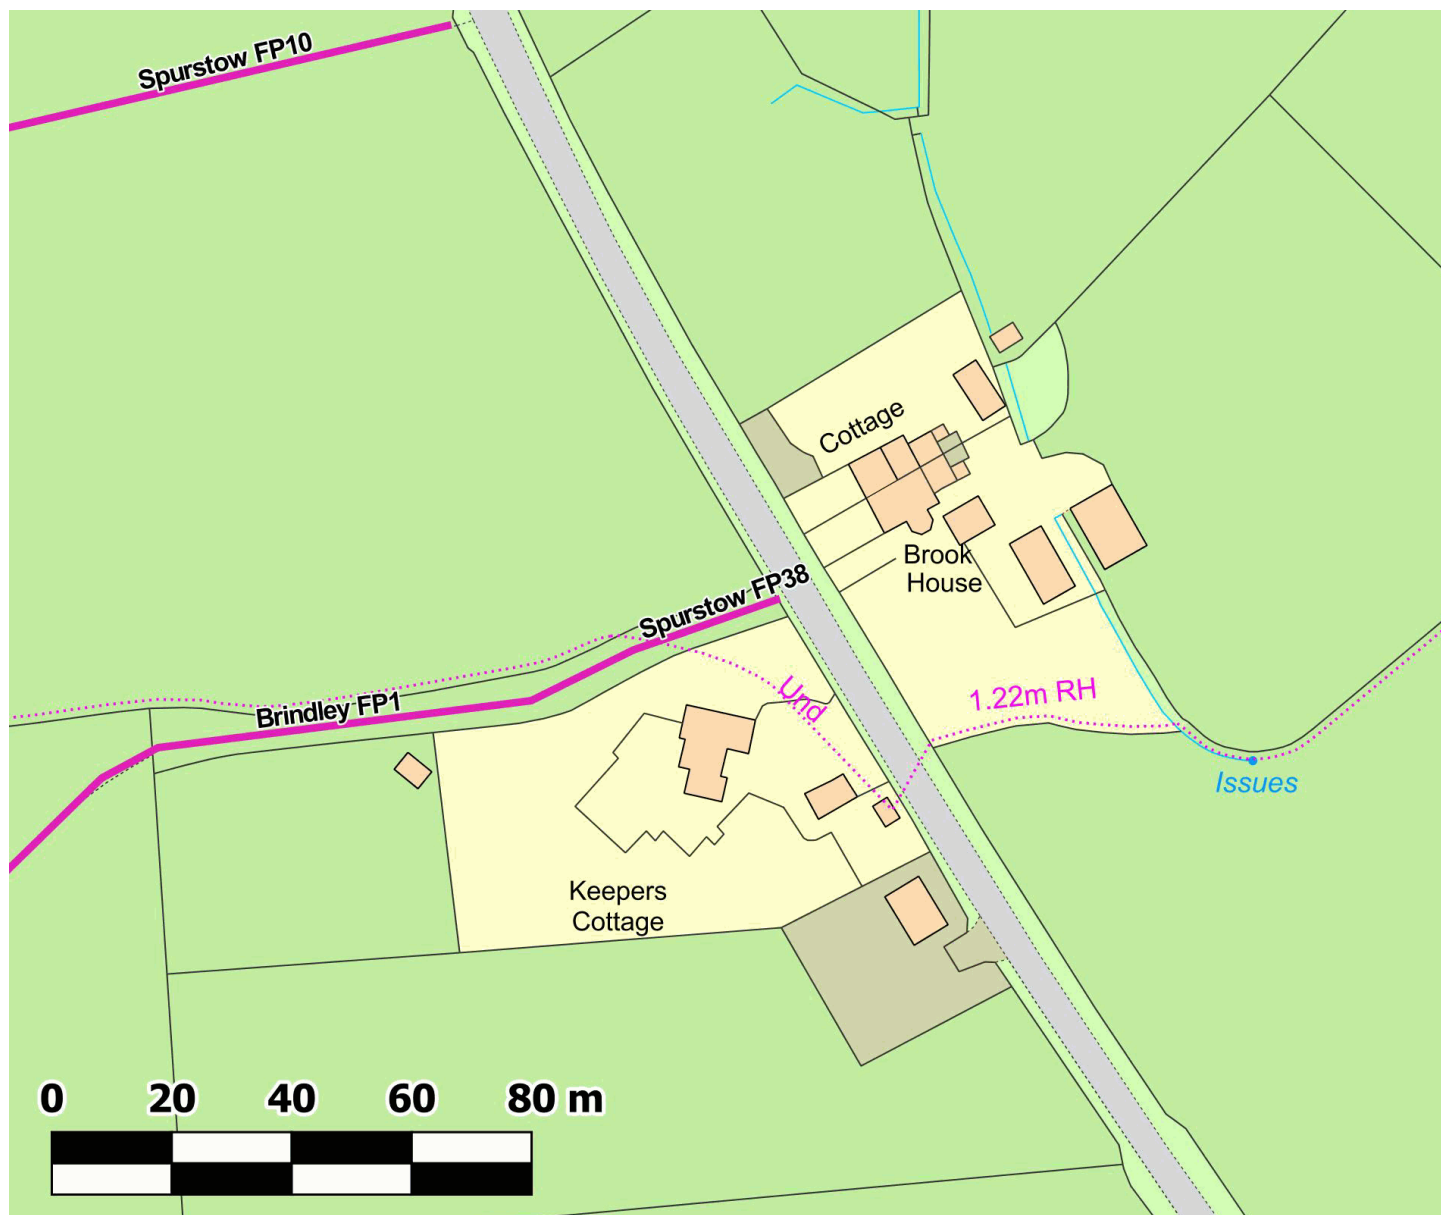 Spurstow FP10
Cottage
Brook
House
Spurstow FP38
Und
1.22m RH
Brindley FP1
Issues
Keepers
Cottage
0 20 40 60 80 m